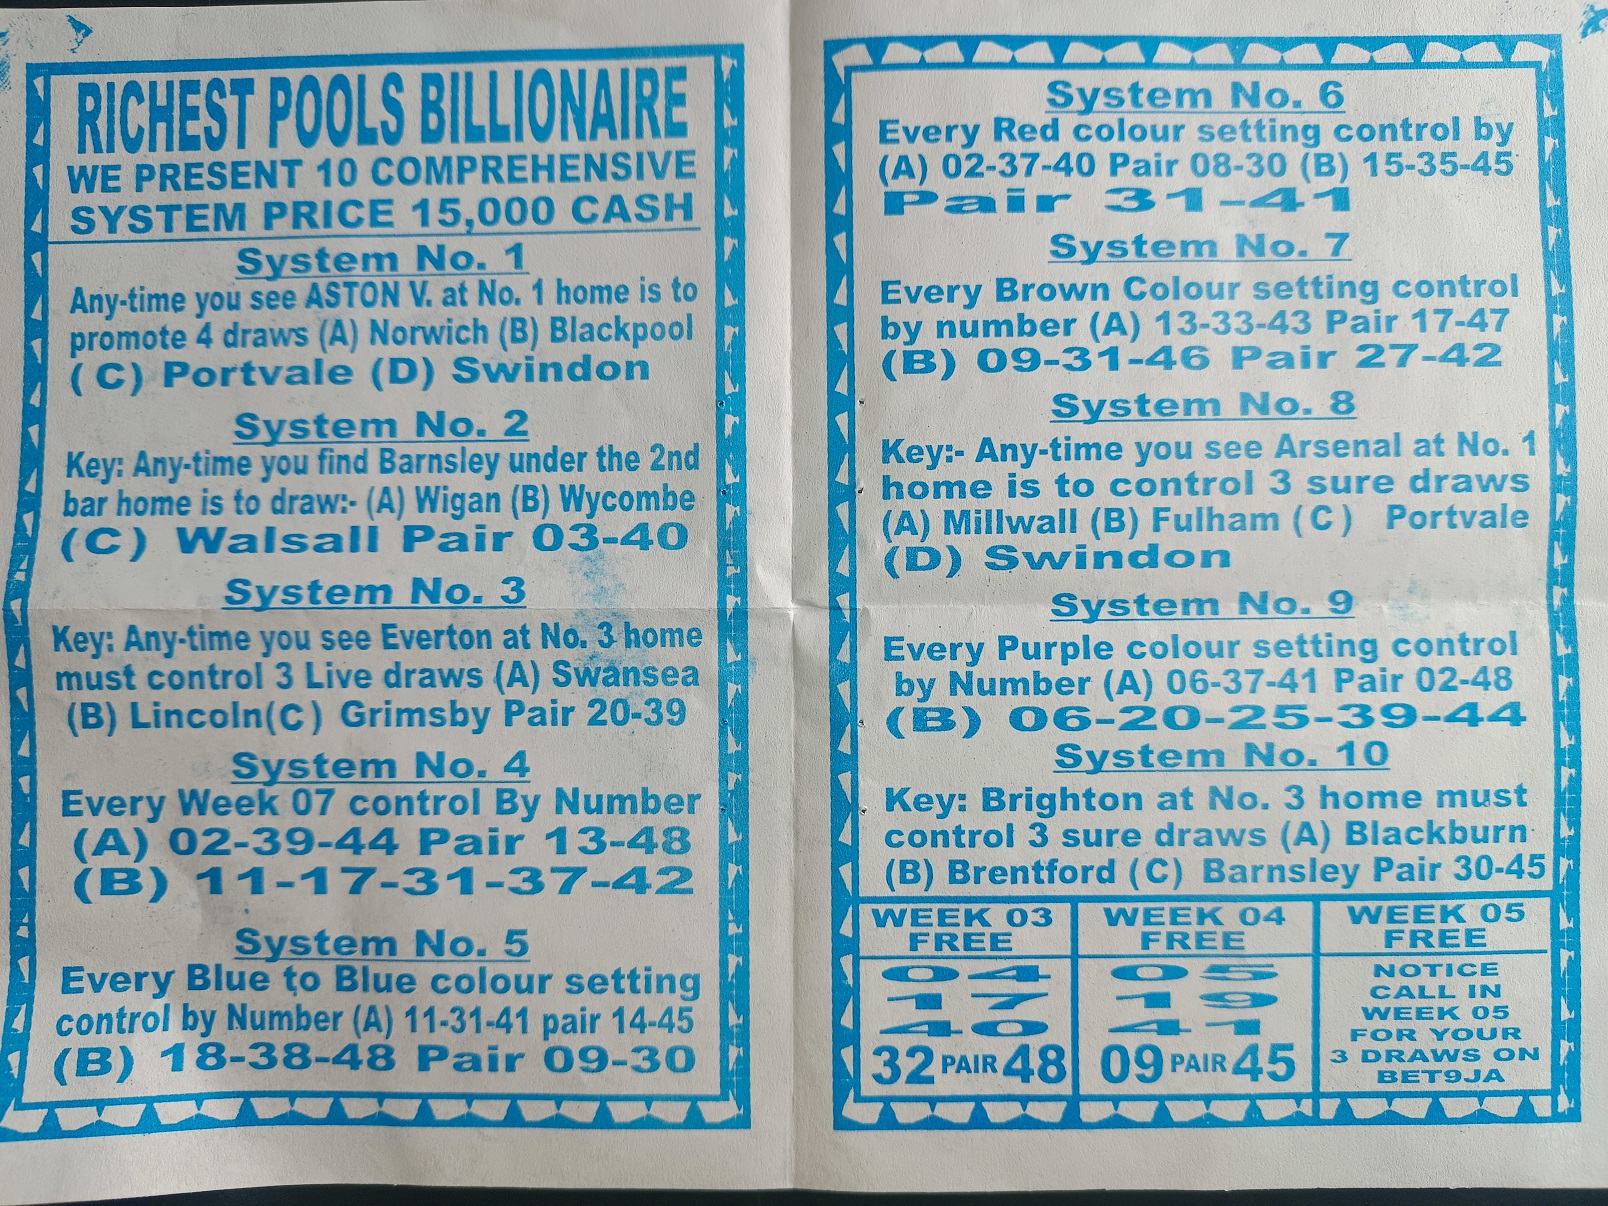 RICHEST POOLS BILLIONAIRE
WE PRESENT 10 COMPREHENSIVE
SYSTEM PRICE 15,000 CASH
System No. 1
Any-time you see ASTON V. at No. 1 home is to
promote 4 draws (A) Norwich (B) Blackpool
(C) Portvale (D) Swindon
System No. 2
Key: Any-time you find Barnsley under the 2nd
bar home is to draw:- (A) Wigan (B) Wycombe
(C) Walsall Pair 03-40
System No. 3
Key: Any-time you see Everton at No. 3 home
must control 3 Live draws (A) Swansea
(B) Lincoln(C) Grimsby Pair 20-39
System No. 4
Every Week 07 control By Number
(A) 02-39-44 Pair 13-48
(B) 11-17-31-37-42
System No. 5
Every Blue to Blue colour setting
control by Number (A) 11-31-41 pair 14-45
(B) 18-38-48 Pair 09-30
System No. 6
Every Red colour setting control by
(A) 02-37-40 Pair 08-30 (B) 15-35-45
Pair 31-41
System No. 7
Every Brown Colour setting control
by number (A) 13-33-43 Pair 17-47
(B) 09-31-46 Pair 27-42
System No. 8
Key:- Any-time you see Arsenal at No. 1
home is to control 3 sure draws
(A) Millwall (B) Fulham (C) Portvale
(D) Swindon
System No. 9
Every Purple colour setting control
by Number (A) 06-37-41 Pair 02-48
(B) 06-20-25-39-44
System No. 10
Key: Brighton at No. 3 home must
control 3 sure draws (A) Blackburn
(B) Brentford (C) Barnsley Pair 30-45
WEEK 03
FREE
04
17
40
32 PAIR 48
WEEK 04
FREE
05
19
41
09 PAIR 45
WEEK 05
FREE
NOTICE
CALL IN
WEEK 05
FOR YOUR
3 DRAWS ON
BET9JA